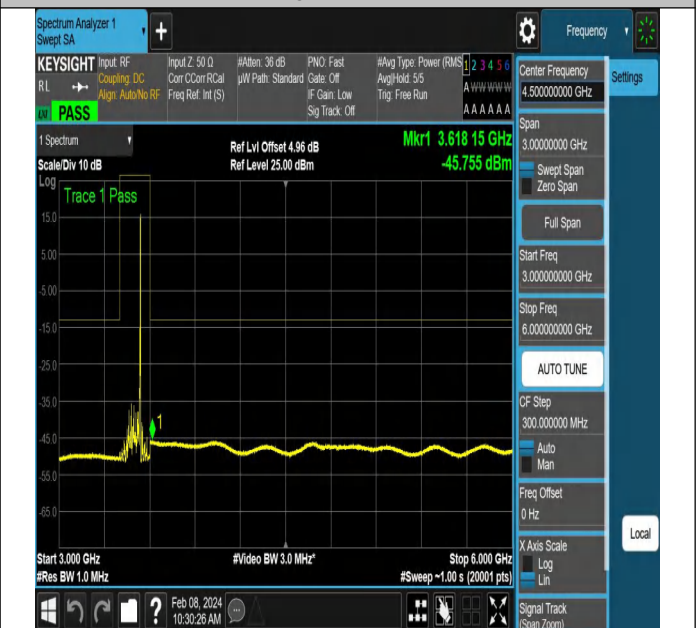 Spectrum Analyzer 1
Swept SA
+
Frequency
KEYSIGHT
RL
PASS
Input: RF
Coupling: DC
Align: Auto/No RF
Input Z: 50 Ω
Corr CCorr RCal
Freq Ref: Int (S)
#Atten: 36 dB
µW Path: Standard
PNO: Fast
Gate: Off
IF Gain: Low
Sig Track: Off
#Avg Type: Power (RMS
Avg|Hold: 5/5
Trig: Free Run
1 2 3 4 5 6
A W W W W W
A A A A A A
Center Frequency
4.500000000 GHz
Settings
Span
3.00000000 GHz
Swept Span
Zero Span
Full Span
Start Freq
3.000000000 GHz
Stop Freq
6.000000000 GHz
AUTO TUNE
CF Step
300.000000 MHz
Auto
Man
Freq Offset
0 Hz
X Axis Scale
Log
Lin
Signal Track
(Span Zoom)
Local
1 Spectrum
Scale/Div 10 dB
Log
Ref Lvl Offset 4.96 dB
Ref Level 25.00 dBm
Mkr1 3.618 15 GHz
-45.755 dBm
Trace 1 Pass
15.0
5.00
-5.00
-15.0
-25.0
-35.0
-45.0
-55.0
-65.0
1
Start 3.000 GHz
#Res BW 1.0 MHz
#Video BW 3.0 MHz*
Stop 6.000 GHz
#Sweep ~1.00 s (20001 pts)
?
Feb 08, 2024
10:30:26 AM